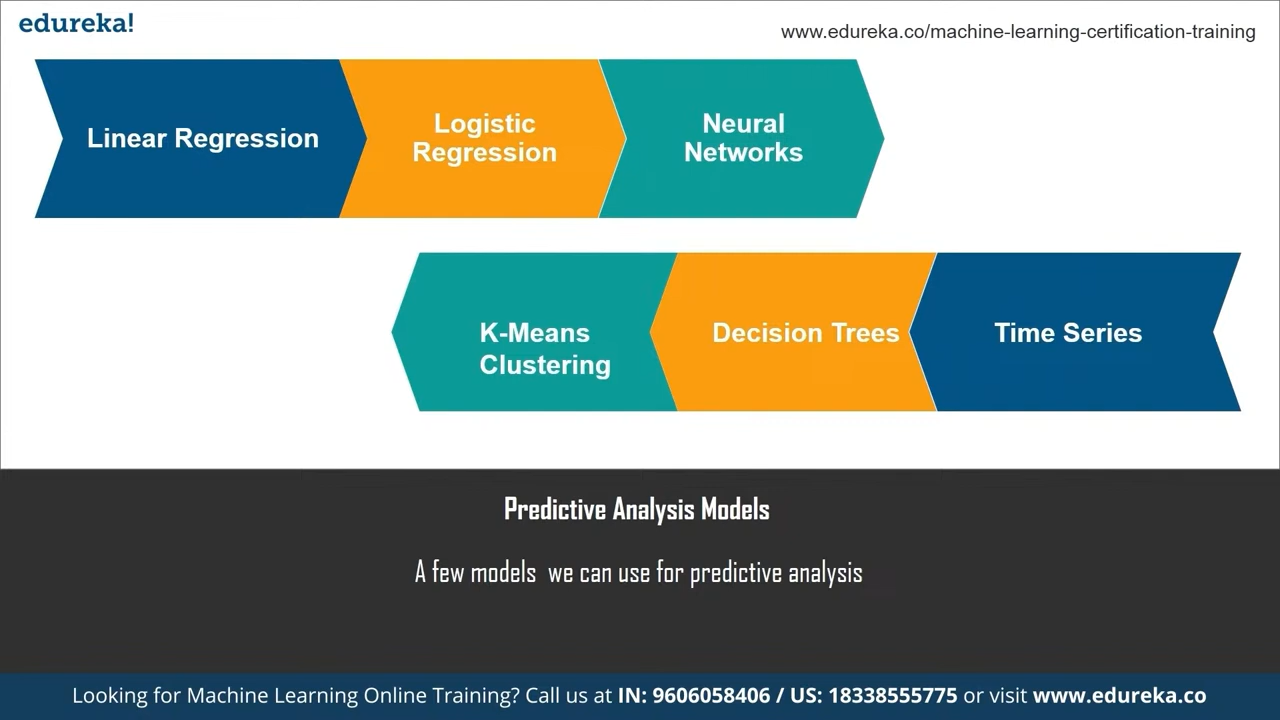 edureka!
www.edureka.co/machine-learning-certification-training
Linear Regression
Logistic
Regression
Neural
Networks
K-Means
Clustering
Decision Trees
Time Series
Predictive Analysis Models
A few models we can use for predictive analysis
Looking for Machine Learning Online Training? Call us at IN: 9606058406 / US: 18338555775 or visit www.edureka.co